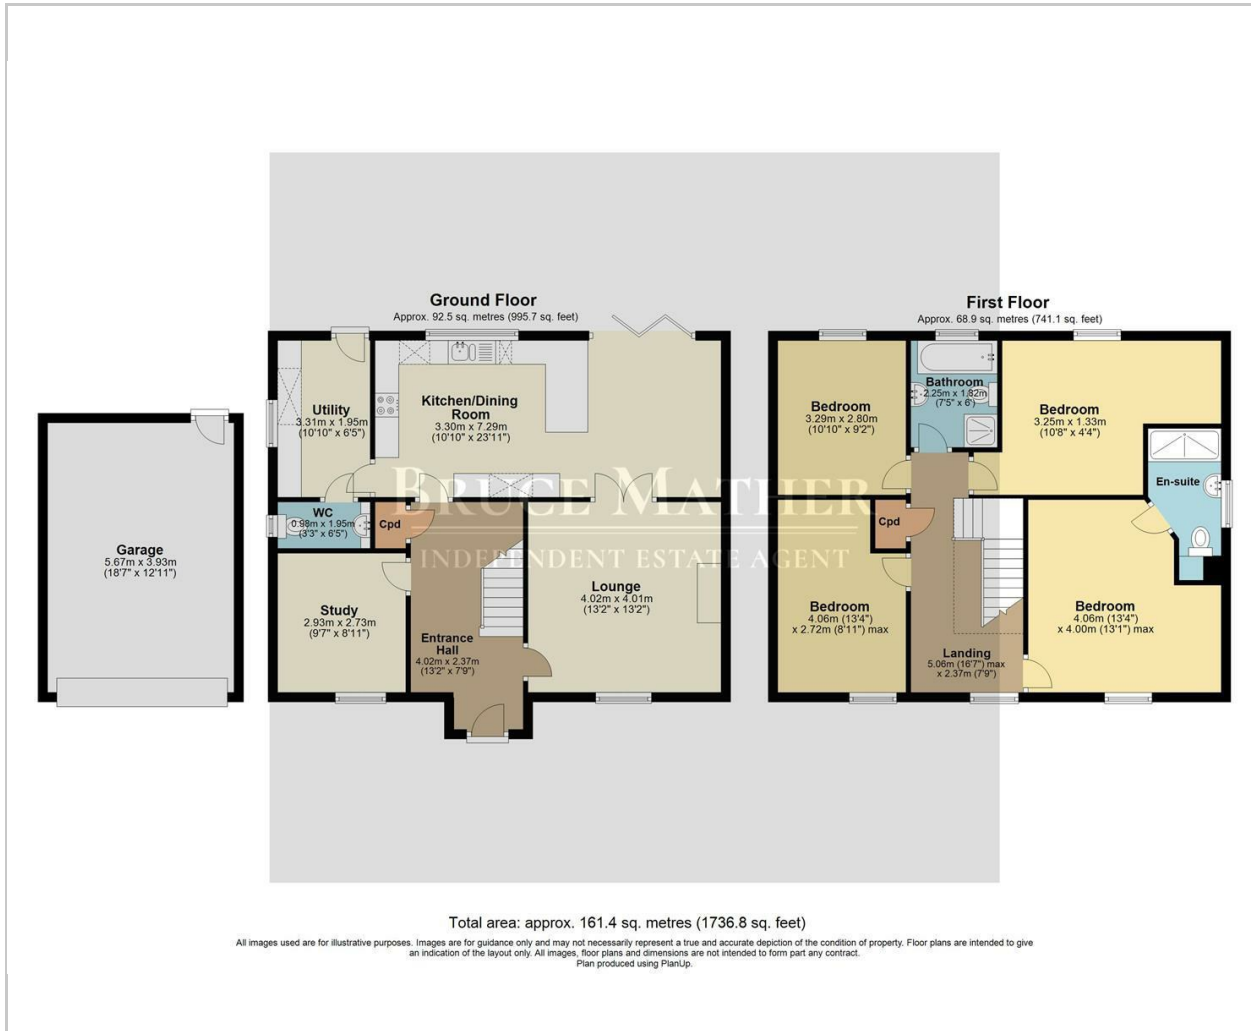 Ground Floor
Approx. 92.5 sq. metres (995.7 sq. feet)
Utility
3.31m x 1.95m
(10'10" x 6'5")
Kitchen/Dining
Room
3.30m x 7.29m
(10'10" x 23'11")
WC
0.98m x 1.95m
(3'3" x 6'5")
Cpd
Garage
5.67m x 3.93m
(18'7" x 12'11")
Study
2.93m x 2.73m
(9'7" x 8'11")
Entrance
Hall
4.02m x 2.37m
(13'2" x 7'9")
Lounge
4.02m x 4.01m
(13'2" x 13'2")
First Floor
Approx. 68.9 sq. metres (741.1 sq. feet)
Bedroom
3.29m x 2.80m
(10'10" x 9'2")
Bathroom
2.25m x 1.82m
(7'5" x 6')
Bedroom
3.25m x 1.33m
(10'8" x 4'4")
En-suite
Cpd
Bedroom
4.06m (13'4")
x 2.72m (8'11") max
Landing
5.06m (16'7") max
x 2.37m (7'9")
Bedroom
4.06m (13'4")
x 4.00m (13'1") max
BRUCE MATHER
INDEPENDENT ESTATE AGENT
Total area: approx. 161.4 sq. metres (1736.8 sq. feet)
All images used are for illustrative purposes. Images are for guidance only and may not necessarily represent a true and accurate depiction of the condition of property. Floor plans are intended to give
an indication of the layout only. All images, floor plans and dimensions are not intended to form part any contract.
Plan produced using PlanUp.